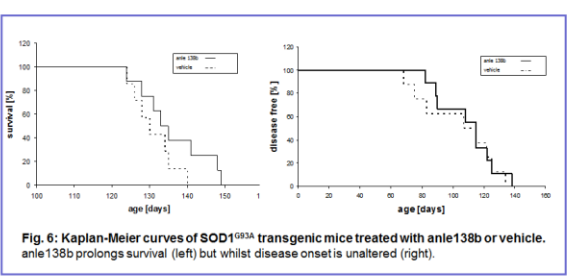 120
100
80
60
40
20
0
survival [%]
anle 138b
vehicle
100 110 120 130 140 150 1
age [days]
120
100
80
60
40
20
0
disease free [%]
anle 138b
vehicle
0 20 40 60 80 100 120 140 160
age [days]
Fig. 6: Kaplan-Meier curves of SOD1G93A transgenic mice treated with anle138b or vehicle.
anle138b prolongs survival (left) but whilst disease onset is unaltered (right).